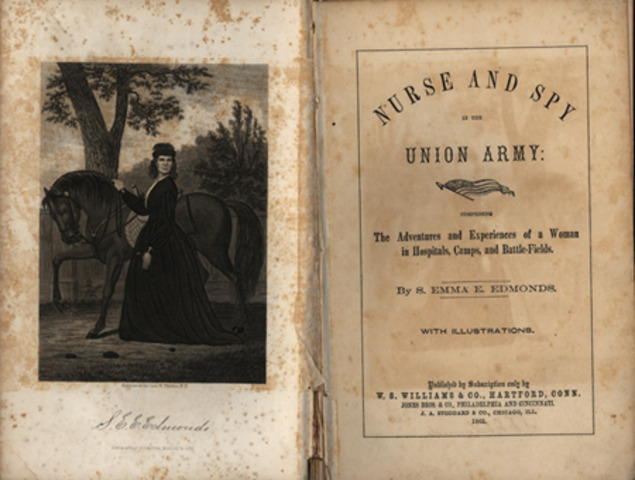 S. E. E. Edmonds
NURSE AND SPY
IN THE
UNION ARMY:
COMPRISING
The Adventures and Experiences of a Woman
in Hospitals, Camps, and Battle-Fields.
By S. EMMA E. EDMONDS.
WITH ILLUSTRATIONS.
Published by Subscription only by
W. S. WILLIAMS & CO., HARTFORD, CONN.
JONES BROS. & CO., PHILADELPHIA AND CINCINNATI.
J. A. STODDARD & CO., CHICAGO, ILL.
1865.